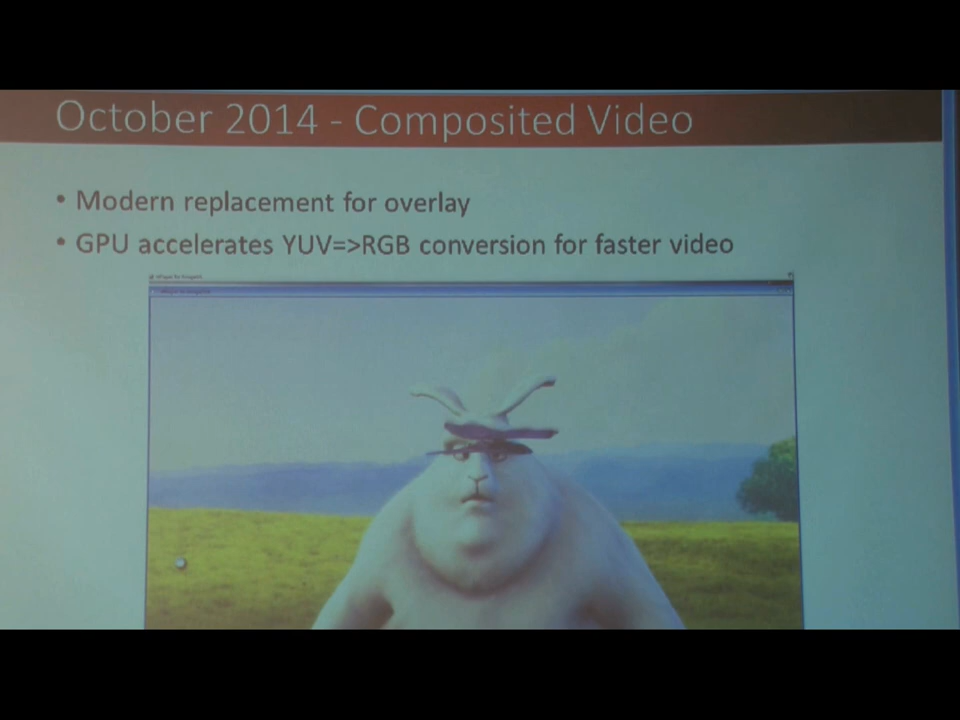 October 2014 - Composited Video
• Modern replacement for overlay
• GPU accelerates YUV=>RGB conversion for faster video